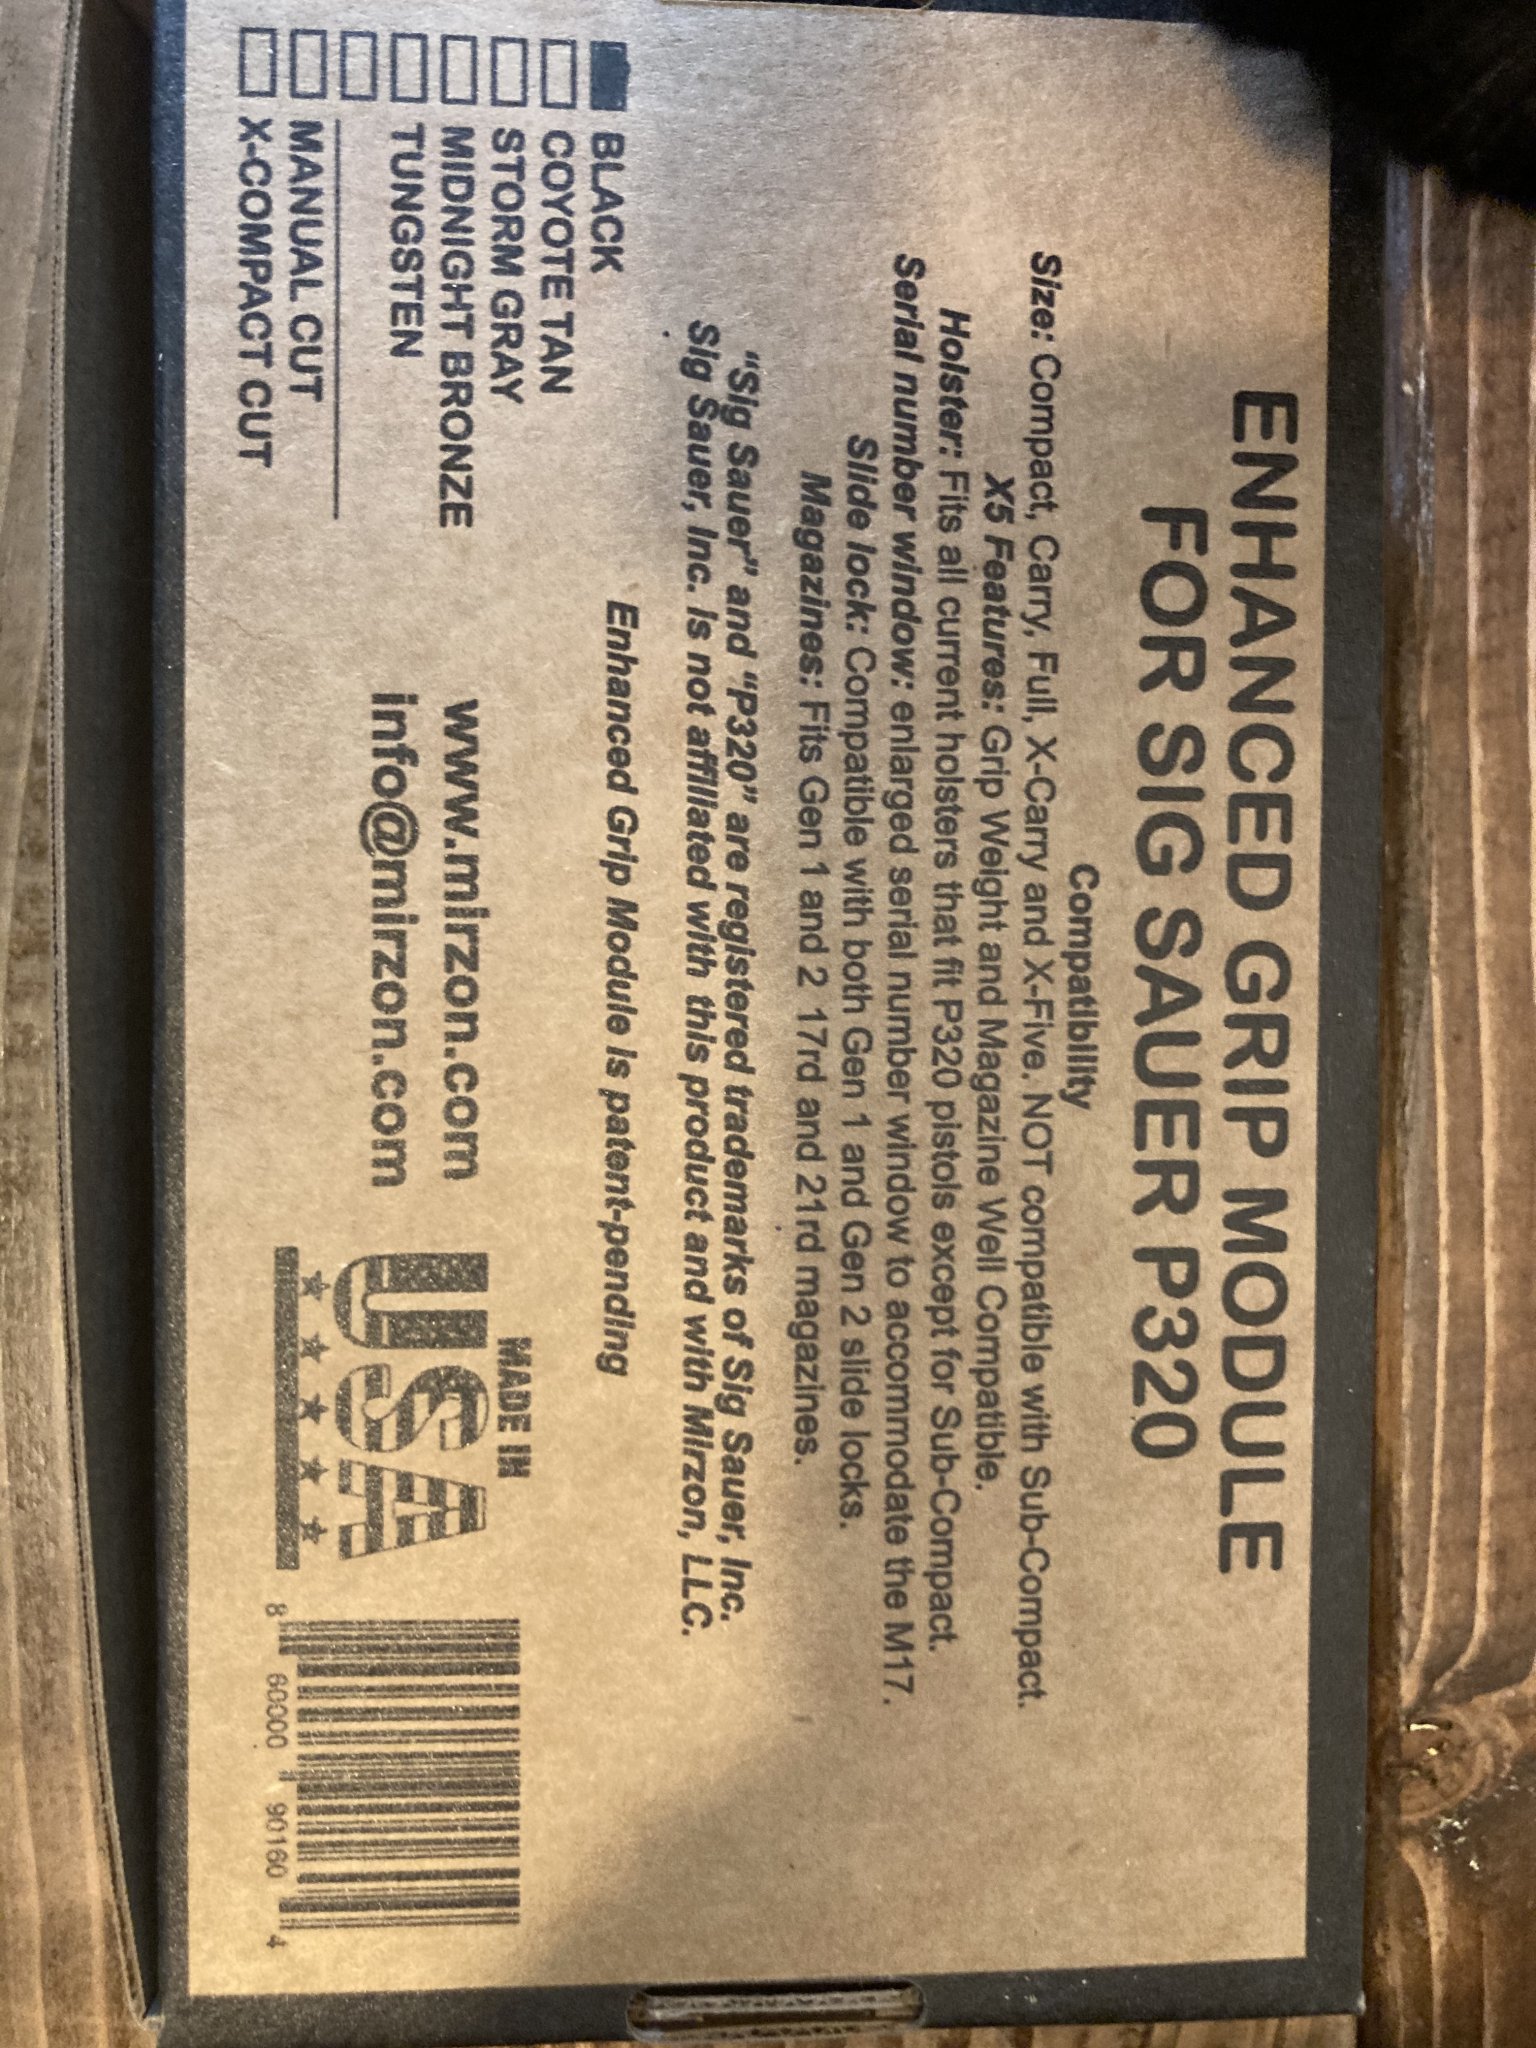 ENHANCED GRIP MODULE
FOR SIG SAUER P320
Compatibility
Size: Compact, Carry, Full, X-Carry and X-Five. NOT compatible with Sub-Compact.
X5 Features: Grip Weight and Magazine Well Compatible.
Holster: Fits all current holsters that fit P320 pistols except for Sub-Compact.
Serial number window: enlarged serial number window to accommodate the M17.
Slide lock: Compatible with both Gen 1 and Gen 2 slide locks.
Magazines: Fits Gen 1 and 2 17rd and 21rd magazines.
"Sig Sauer" and "P320" are registered trademarks of Sig Sauer, Inc.
Sig Sauer, Inc. is not affiliated with this product and with Mirzon, LLC.
Enhanced Grip Module is patent-pending
BLACK
COYOTE TAN
STORM GRAY
MIDNIGHT BRONZE
TUNGSTEN
MANUAL CUT
X-COMPACT CUT
www.mirzon.com
info@mirzon.com
MADE IN
USA
8 60000 90160 4